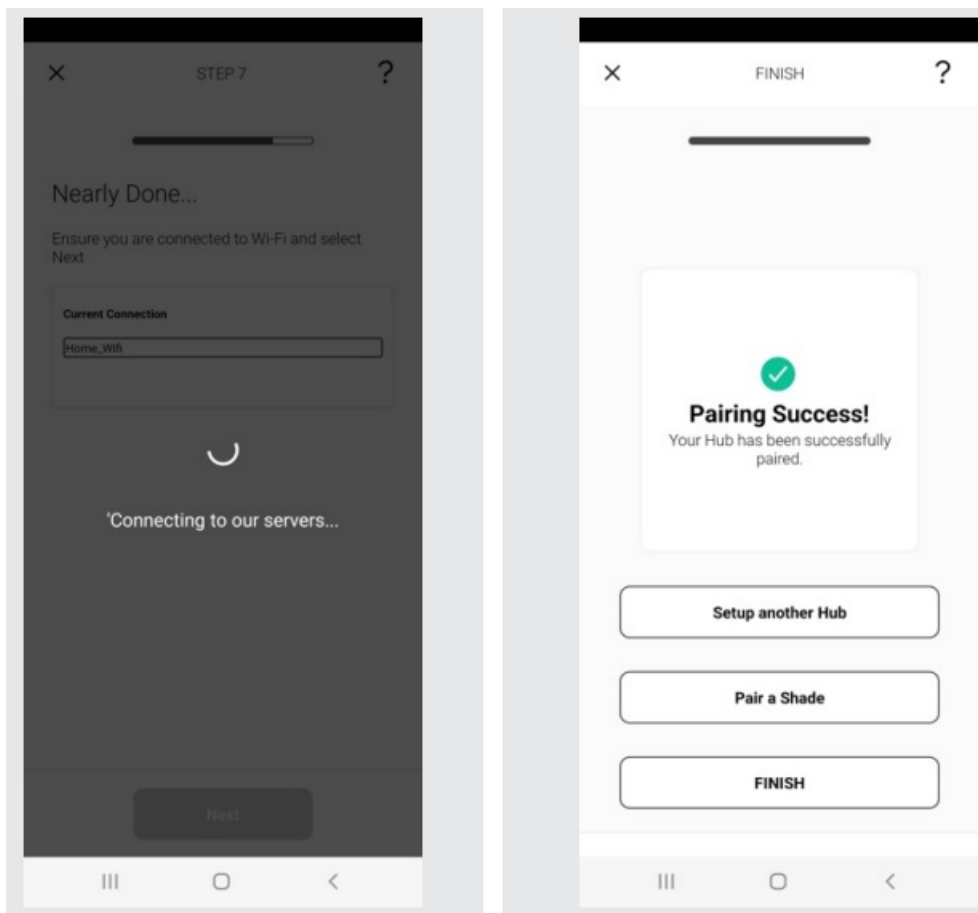 STEP 7
?
Nearly Done...
Ensure you are connected to Wi-Fi and select
Next
Current Connection
Home_Wifi
'Connecting to our servers...
Next
FINISH
?
Pairing Success!
Your Hub has been successfully
paired.
Setup another Hub
Pair a Shade
FINISH